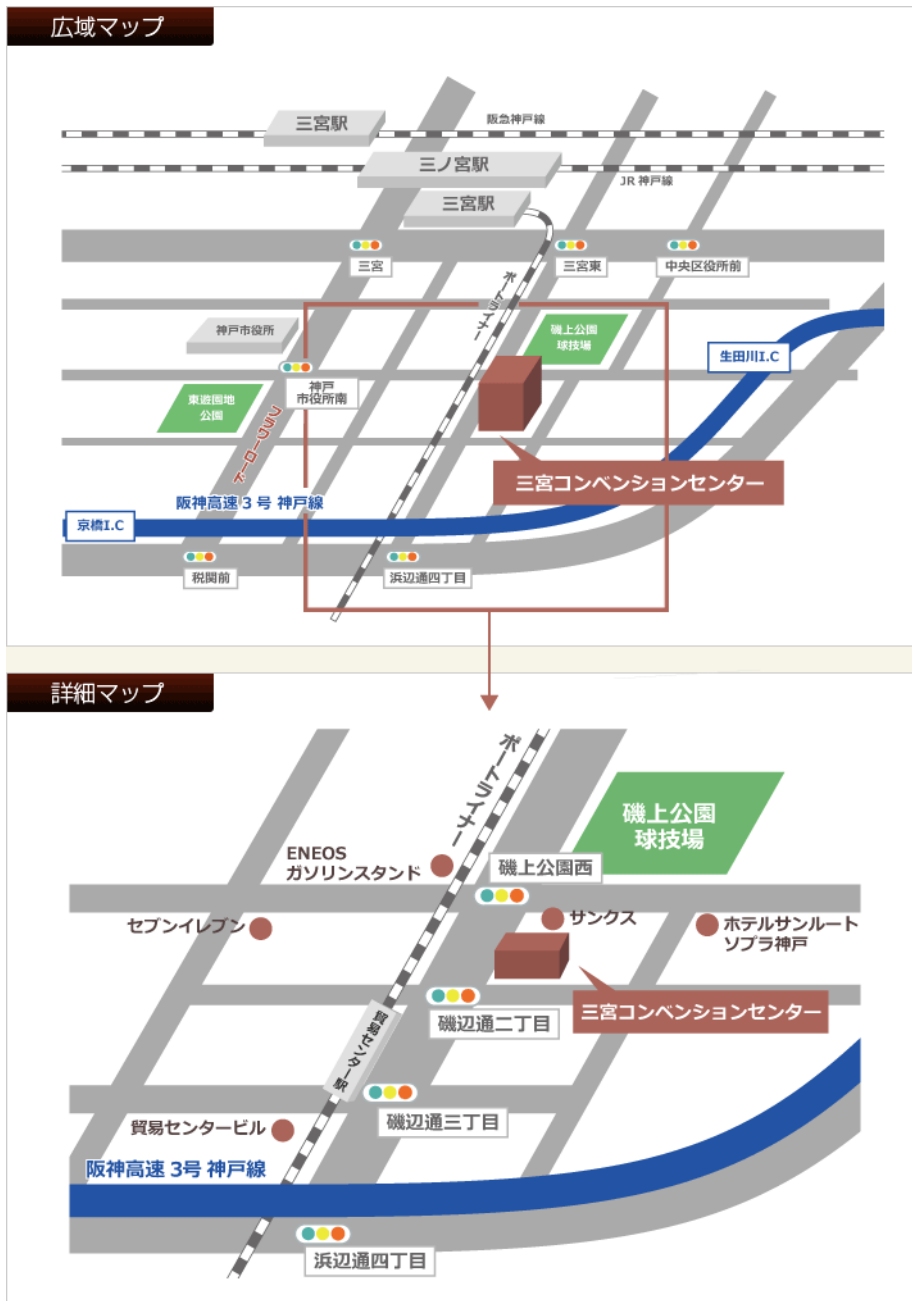 広域マップ
三宮駅
阪急神戸線
三ノ宮駅
JR 神戸線
三宮駅
三宮
三宮東
中央区役所前
ポートライナー
神戸市役所
磯上公園
球技場
生田川I.C
神戸
市役所南
東遊園地
公園
フラワーロード
三宮コンベンションセンター
阪神高速 3 号 神戸線
京橋I.C
税関前
浜辺通四丁目
詳細マップ
ポートライナー
磯上公園
球技場
ENEOS
ガソリンスタンド
磯上公園西
セブンイレブン
サンクス
ホテルサンルート
ソプラ神戸
三宮コンベンションセンター
磯辺通二丁目
貿易センター駅
磯辺通三丁目
貿易センタービル
阪神高速 3号 神戸線
浜辺通四丁目